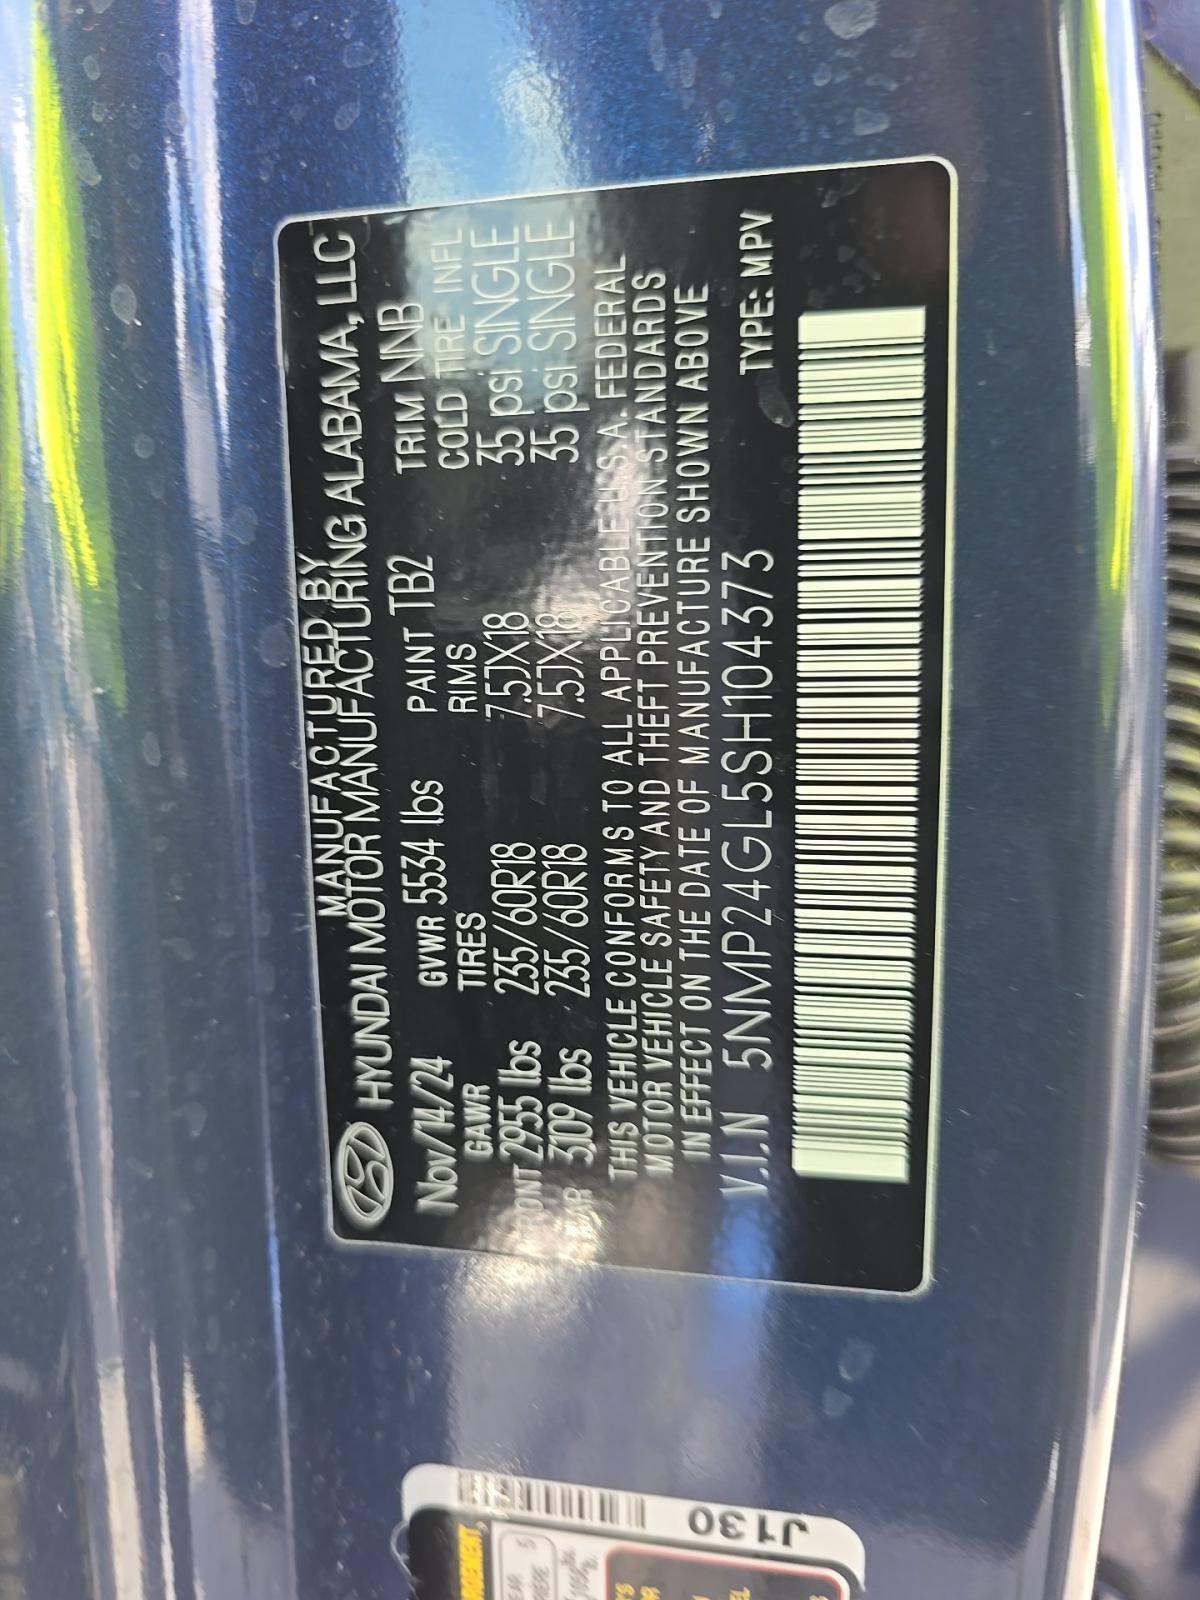 MANUFACTURED BY
HYUNDAI MOTOR MANUFACTURING ALABAMA, LLC
Nov/14/24 GVWR 5534 lbs PAINT TB2 TRIM NNB
GAWR TIRES RIMS COLD TIRE INFL
FRONT 2955 lbs 235/60R18 7.5JX18 35 psi SINGLE
REAR 3109 lbs 235/60R18 7.5JX18 35 psi SINGLE
THIS VEHICLE CONFORMS TO ALL APPLICABLE U.S.A. FEDERAL
MOTOR VEHICLE SAFETY AND THEFT PREVENTION STANDARDS
IN EFFECT ON THE DATE OF MANUFACTURE SHOWN ABOVE
V.I.N 5NMP24GL5SH104373 TYPE: MPV
J130